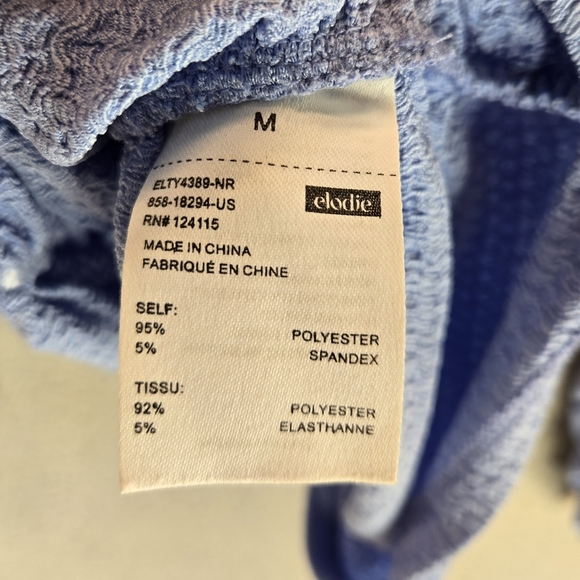 M
ELTY4389-NR
858-18294-US
elodie
RN# 124115
MADE IN CHINA
FABRIQUÉ EN CHINE
SELF:
95% POLYESTER
5% SPANDEX
TISSU:
92% POLYESTER
5% ELASTHANNE